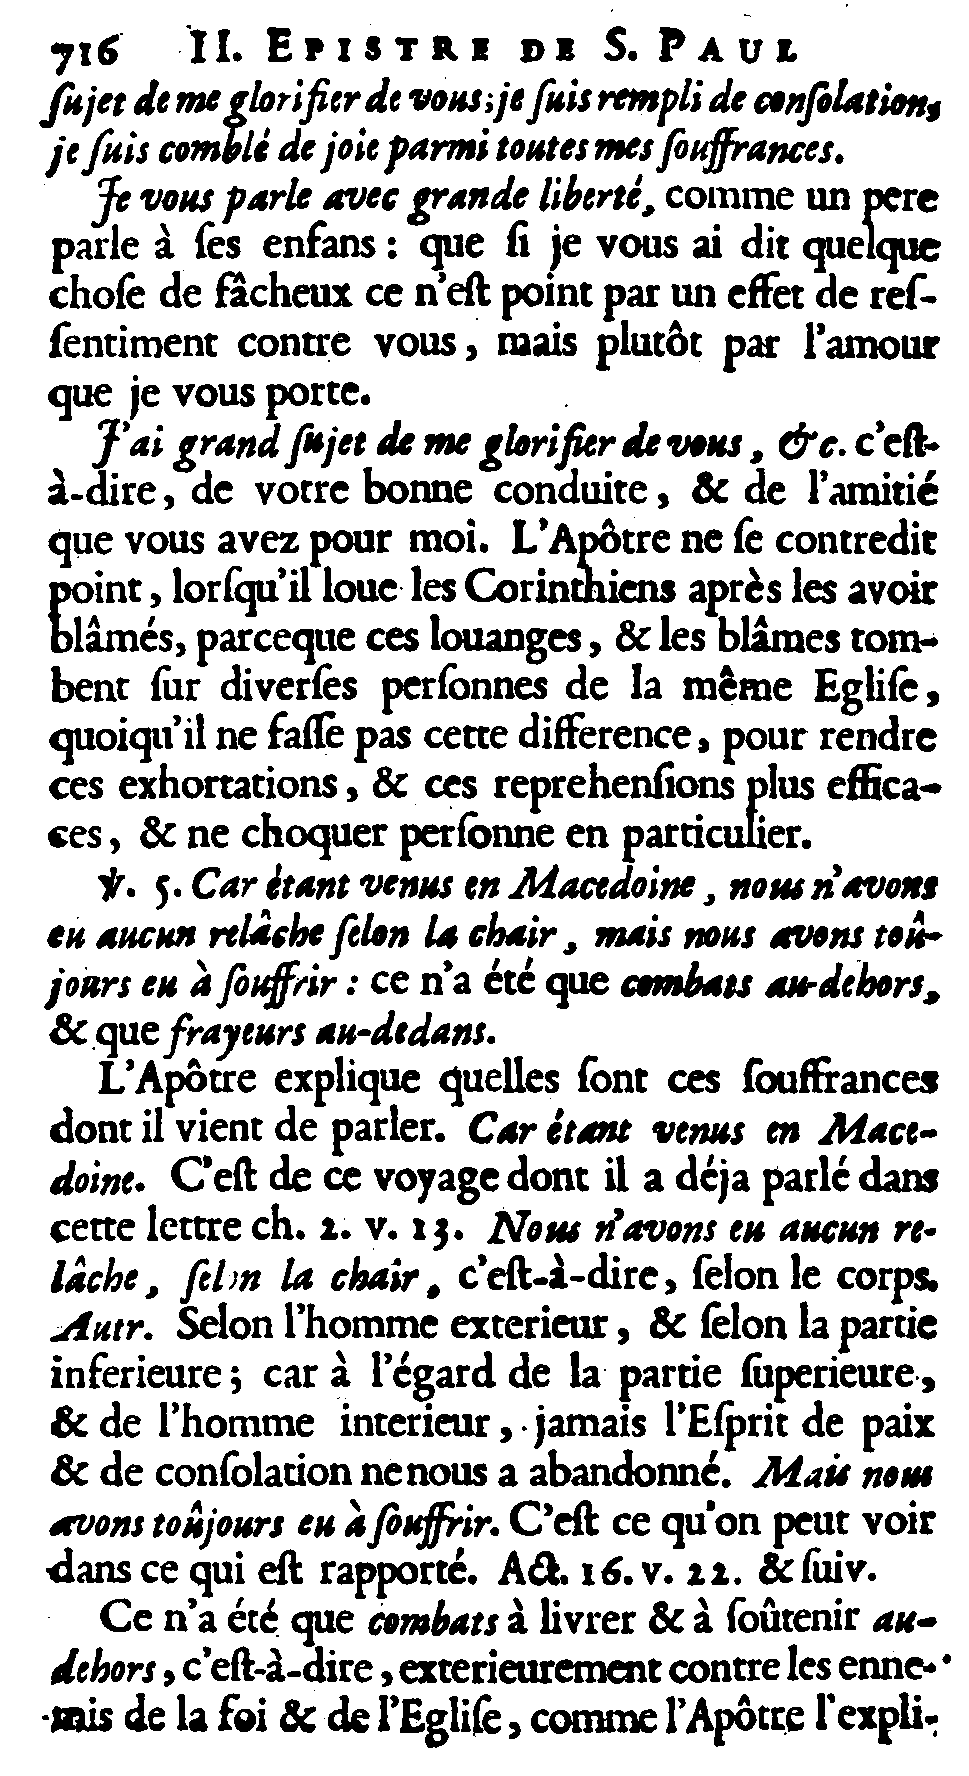 716 II. EPISTRE DE S. PAUL
ſujet de me glorifier de vous; je ſuis rempli de conſolation,
je ſuis comblé de joie parmi toutes mes ſouffrances.
Je vous parle avec grande liberté, comme un pere
parle à ſes enfans : que ſi je vous ai dit quelque
choſe de fâcheux ce n'eſt point par un effet de reſ-
ſentiment contre vous, mais plutôt par l'amour
que je vous porte.
J'ai grand ſujet de me glorifier de vous, &c. c'eſt-
à-dire, de votre bonne conduite, & de l'amitié
que vous avez pour moi. L'Apôtre ne ſe contredit
point, lorſqu'il loue les Corinthiens après les avoir
blâmés, parceque ces louanges, & les blâmes tom-
bent ſur diverſes perſonnes de la même Egliſe,
quoiqu'il ne faſſe pas cette difference, pour rendre
ces exhortations, & ces reprehenſions plus effica-
ces, & ne choquer perſonne en particulier.
℣. 5. Car étant venus en Macedoine, nous n'avons
eu aucun relâche ſelon la chair, mais nous avons toû-
jours eu à ſouffrir : ce n'a été que combats au-dehors,
& que frayeurs au-dedans.
L'Apôtre explique quelles ſont ces ſouffrances
dont il vient de parler. Car étant venus en Mace-
doine. C'eſt de ce voyage dont il a déja parlé dans
cette lettre ch. 2. v. 13. Nous n'avons eu aucun re-
lâche, ſelon la chair, c'eſt-à-dire, ſelon le corps.
Autr. Selon l'homme exterieur, & ſelon la partie
inferieure; car à l'égard de la partie ſuperieure,
& de l'homme interieur, jamais l'Eſprit de paix
& de conſolation ne nous a abandonné. Mais nous
avons toûjours eu à ſouffrir. C'eſt ce qu'on peut voir
dans ce qui eſt rapporté. Act. 16. v. 22. & ſuiv.
Ce n'a été que combats à livrer & à ſoûtenir au-
dehors, c'eſt-à-dire, exterieurement contre les enne-
mis de la foi & de l'Egliſe, comme l'Apôtre l'expli-